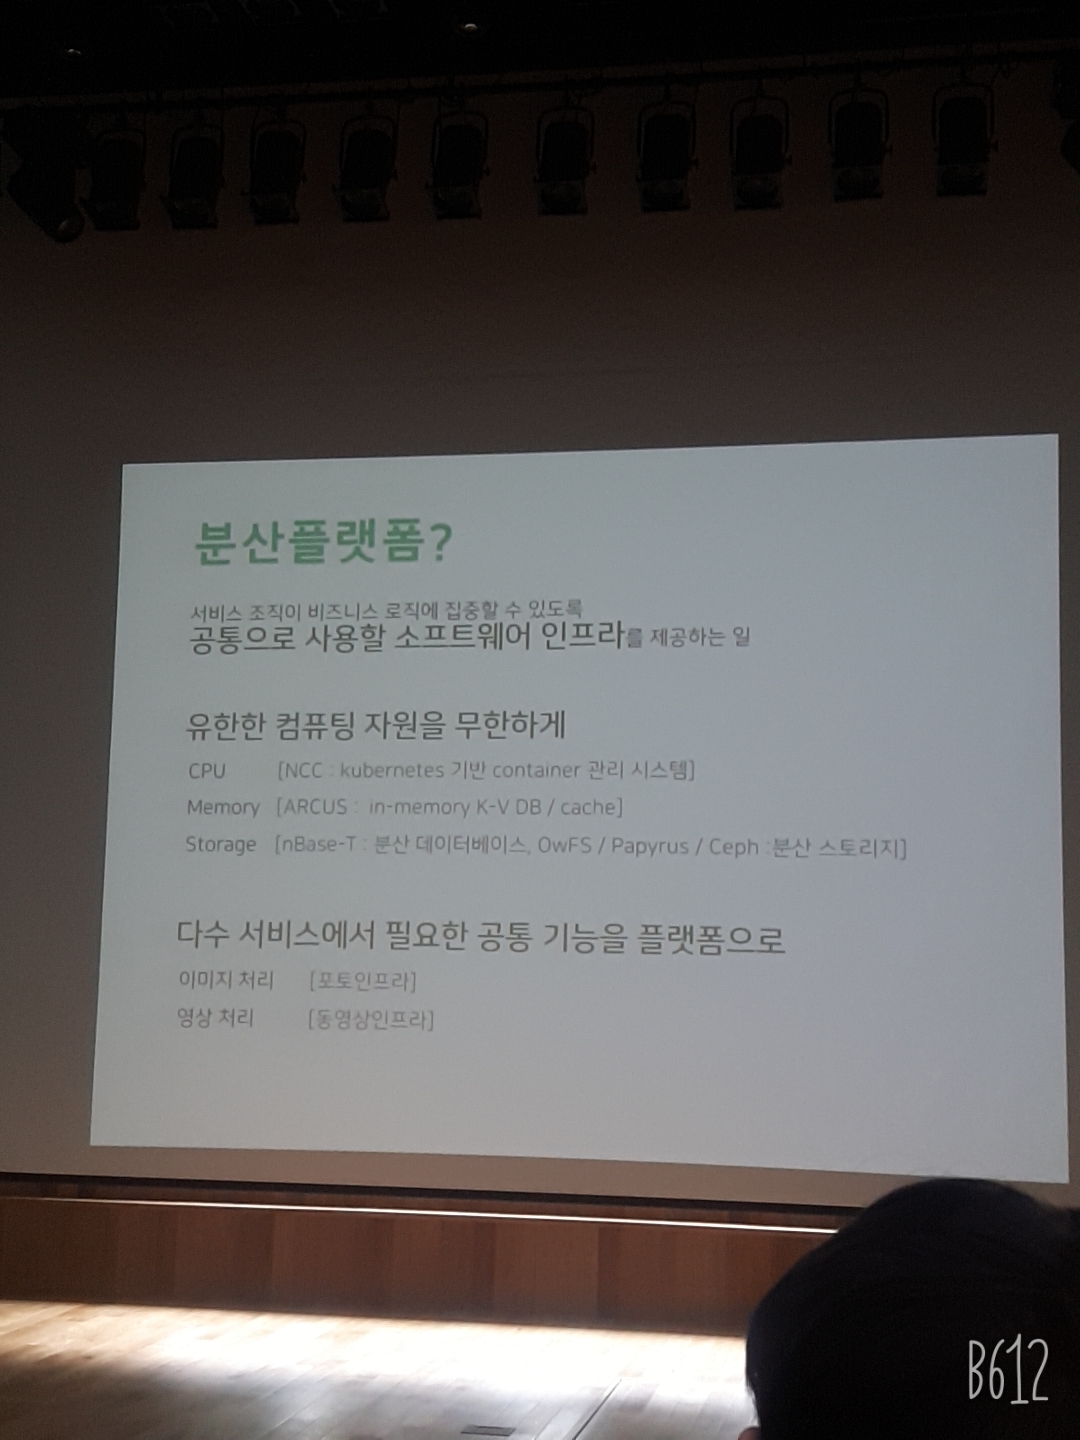 분산플랫폼?
서비스 조직이 비즈니스 로직에 집중할 수 있도록
공통으로 사용할 소프트웨어 인프라를 제공하는 일
유한한 컴퓨팅 자원을 무한하게
CPU [NCC : kubernetes 기반 container 관리 시스템]
Memory [ARCUS : in-memory K-V DB / cache]
Storage [nBase-T : 분산 데이터베이스, OwFS / Papyrus / Ceph :분산 스토리지]
다수 서비스에서 필요한 공통 기능을 플랫폼으로
이미지 처리 [포토인프라]
영상 처리 [동영상인프라]
B612